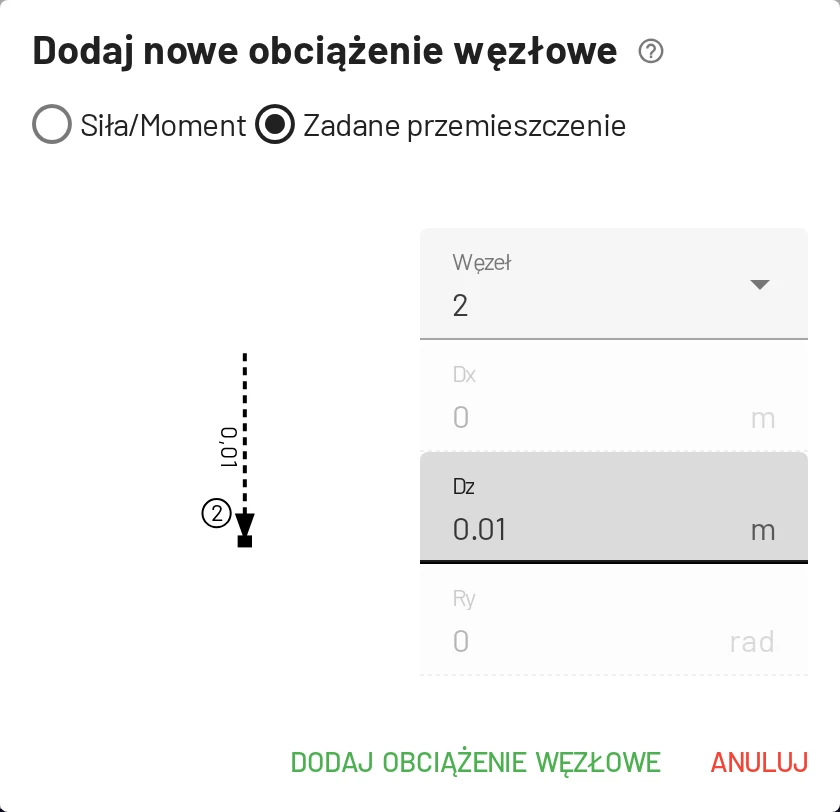 Dodaj nowe obciążenie węzłowe ?
Siła/Moment Zadane przemieszczenie
Węzeł
2
Dx
0 m
0,01
Dz
2
0.01 m
Ry
0 rad
DODAJ OBCIĄŻENIE WĘZŁOWE ANULUJ